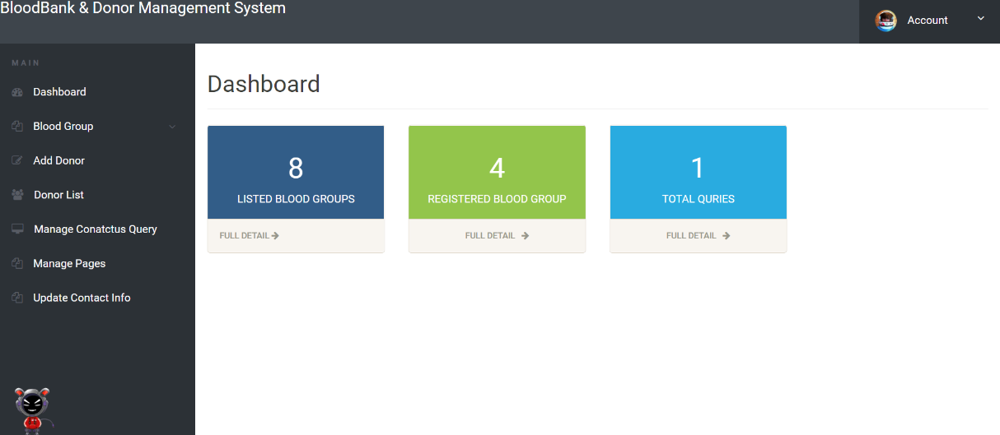 BloodBank & Donor Management System
Account
MAIN
Dashboard
Blood Group
Add Donor
Donor List
Manage Conatctus Query
Manage Pages
Update Contact Info
Dashboard
8
LISTED BLOOD GROUPS
FULL DETAIL
4
REGISTERED BLOOD GROUP
FULL DETAIL
1
TOTAL QURIES
FULL DETAIL